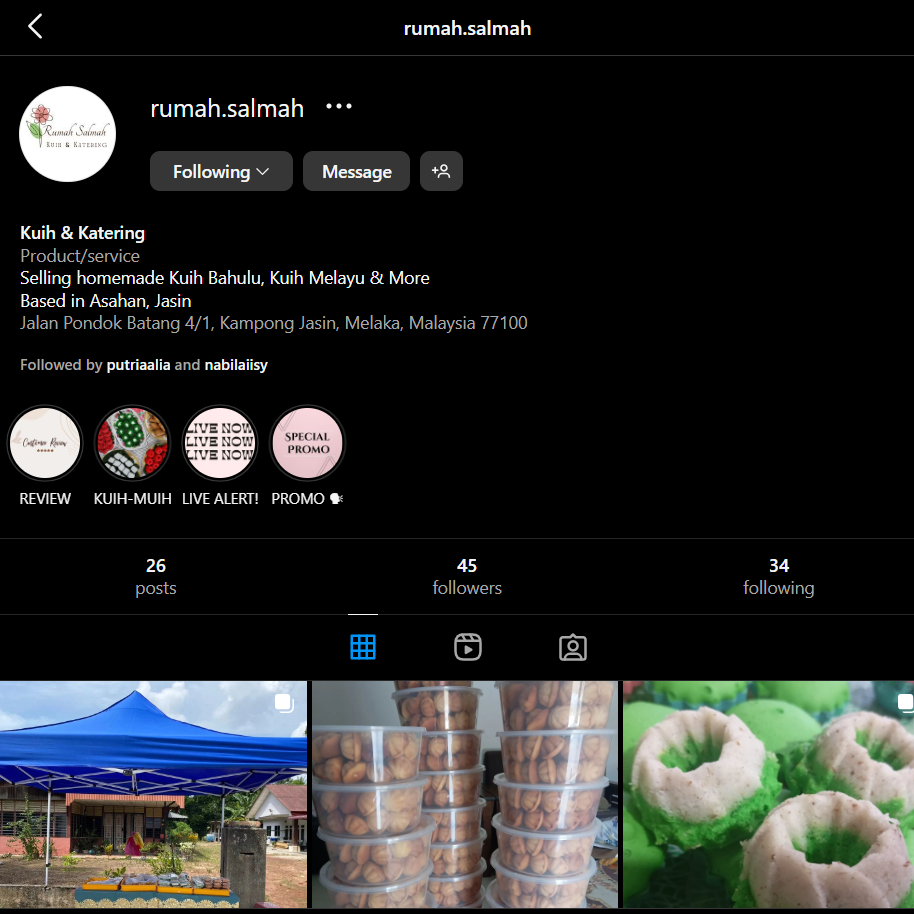 rumah.salmah
Rumah Salmah
KUIH & KATERING
rumah.salmah
Following
Message
Kuih & Katering
Product/service
Selling homemade Kuih Bahulu, Kuih Melayu & More
Based in Asahan, Jasin
Jalan Pondok Batang 4/1, Kampong Jasin, Melaka, Malaysia 77100
Followed by putriaalia and nabilaiisy
Customer Review
LIVE NOW
LIVE NOW
LIVE NOW
SPECIAL
PROMO
REVIEW
KUIH-MUIH
LIVE ALERT!
PROMO 🗣
26
posts
45
followers
34
following